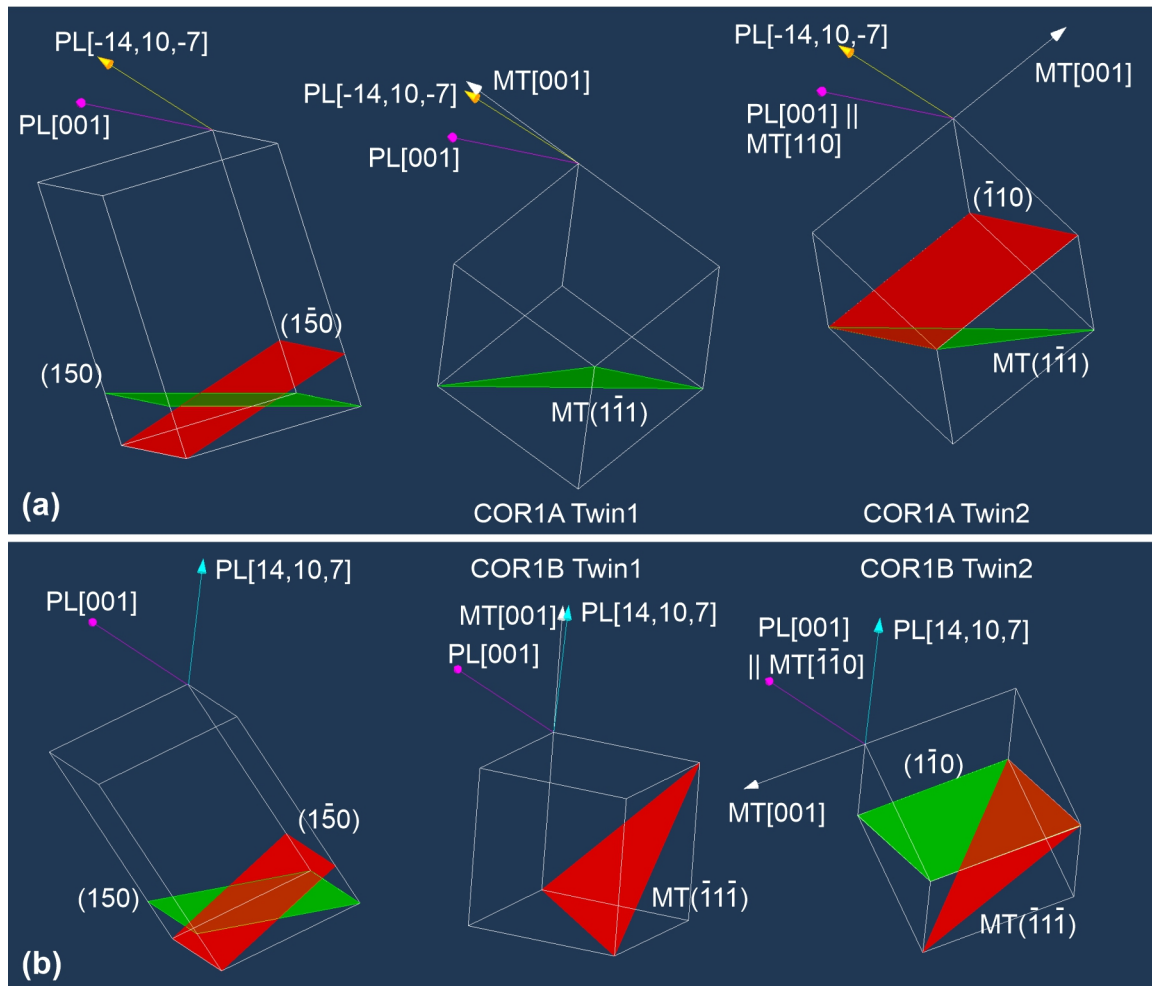 PL[-14,10,-7]
PL[001]
(150)
(15̄0)
(a)
PL[-14,10,-7]
MT[001]
PL[001]
MT(11̄1)
COR1A Twin1
PL[-14,10,-7]
MT[001]
PL[001] ||
MT[110]
(1̄10)
MT(11̄1)
COR1A Twin2
PL[001]
PL[14,10,7]
(15̄0)
(150)
(b)
COR1B Twin1
MT[001]
PL[14,10,7]
PL[001]
MT(1̄11̄)
COR1B Twin2
PL[001]
|| MT[1̄1̄0]
PL[14,10,7]
(11̄0)
MT[001]
MT(1̄11̄)